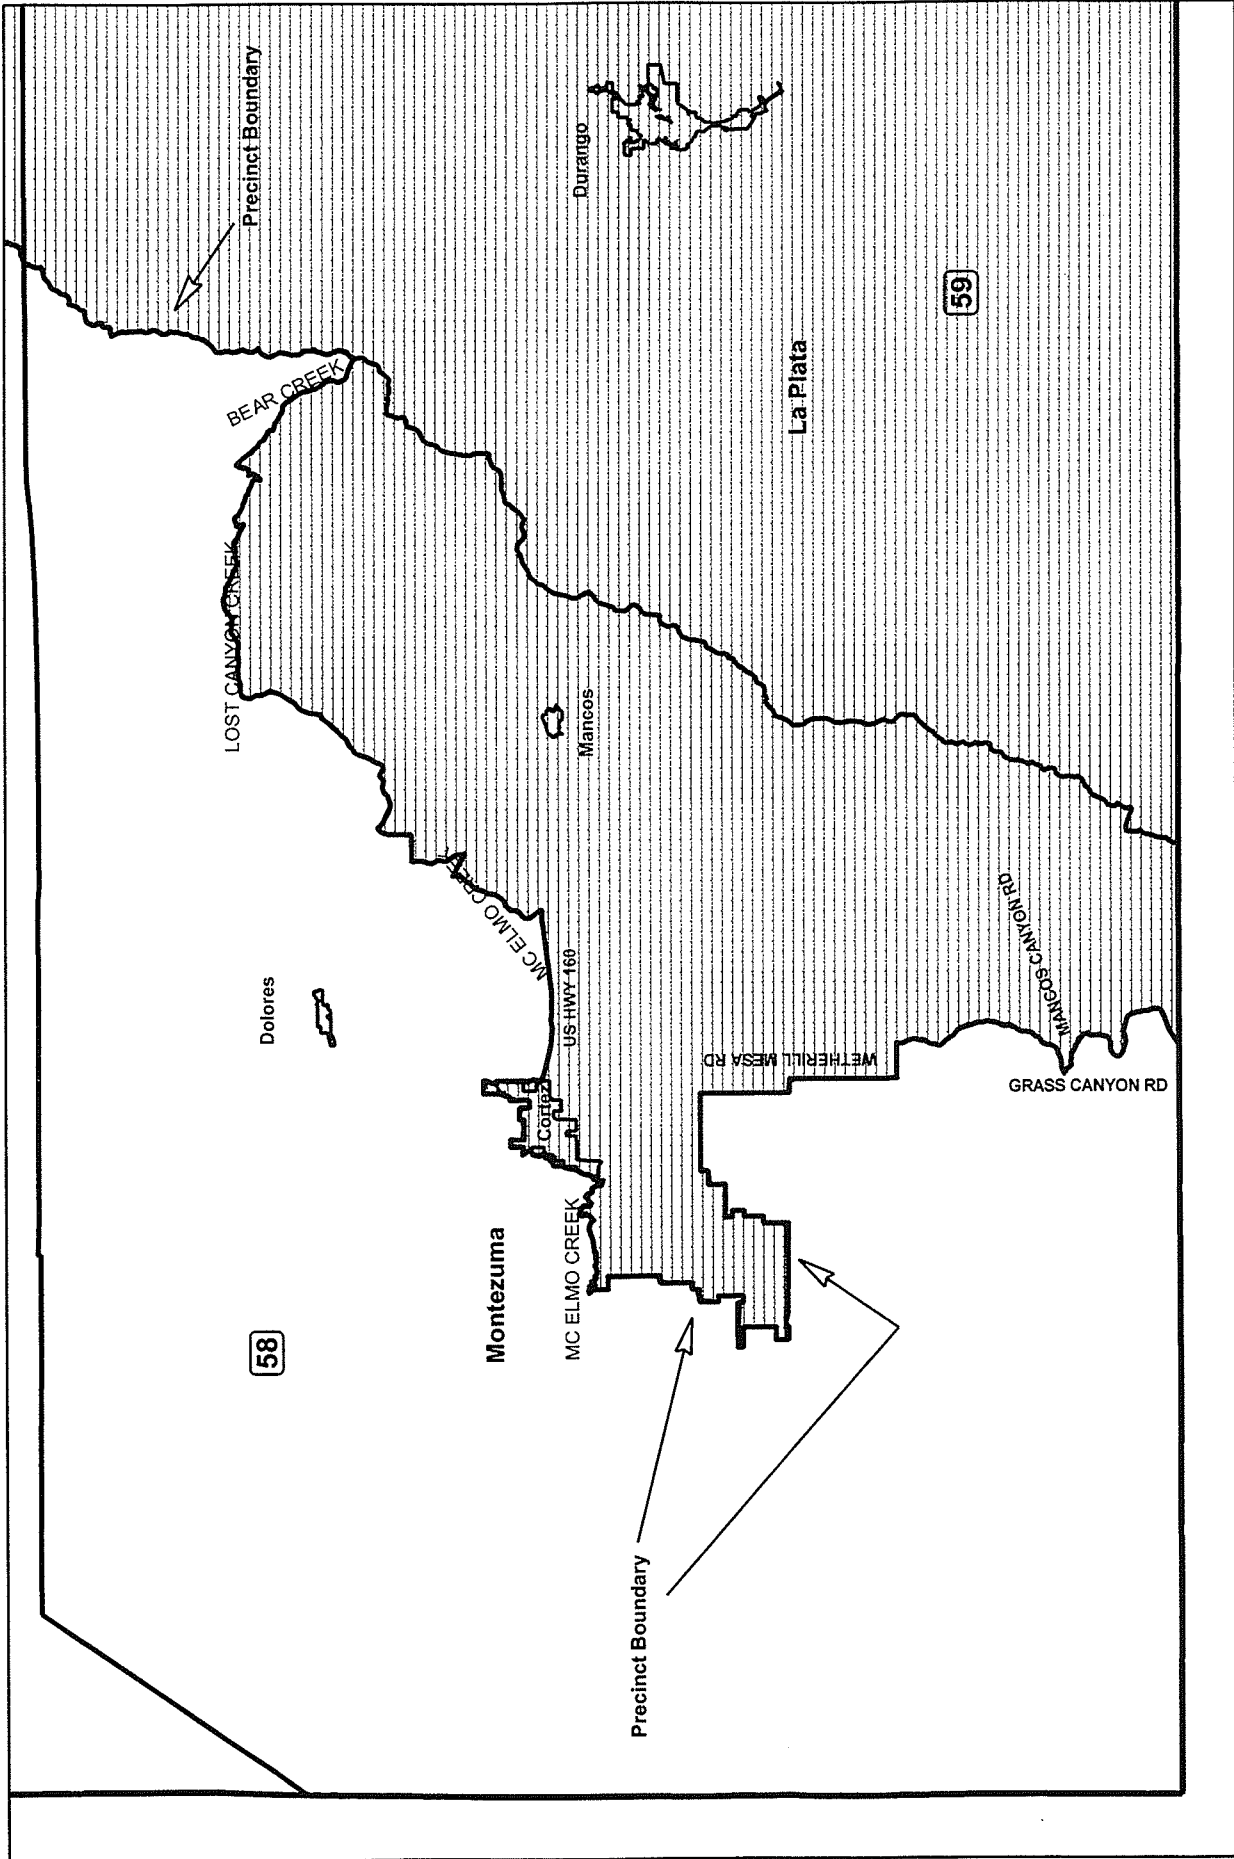 Precinct Boundary
BEAR CREEK
LOST CANYON CREEK
Durango
59
La Plata
Mancos
Dolores
MC ELMO CREEK
US HWY 160
Cortez
Montezuma
58
MC ELMO CREEK
WETHERILL MESA RD
MANCOS CANYON RD
GRASS CANYON RD
Precinct Boundary